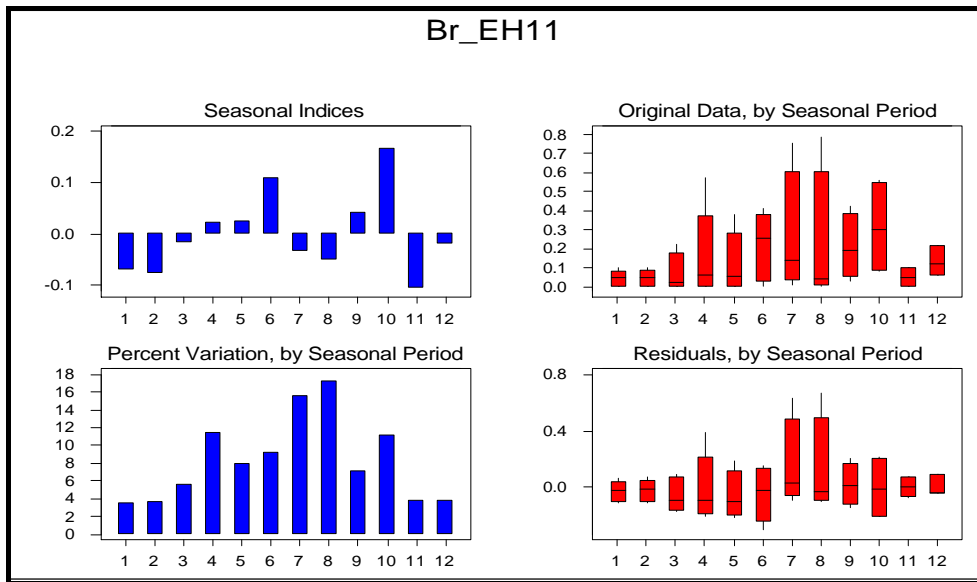 Br_EH11
Seasonal Indices
0.2
0.1
0.0
-0.1
1 2 3 4 5 6 7 8 9 10 11 12
Original Data, by Seasonal Period
0.8
0.7
0.6
0.5
0.4
0.3
0.2
0.1
0.0
1 2 3 4 5 6 7 8 9 10 11 12
Percent Variation, by Seasonal Period
18
16
14
12
10
8
6
4
2
0
1 2 3 4 5 6 7 8 9 10 11 12
Residuals, by Seasonal Period
0.8
0.4
0.0
1 2 3 4 5 6 7 8 9 10 11 12